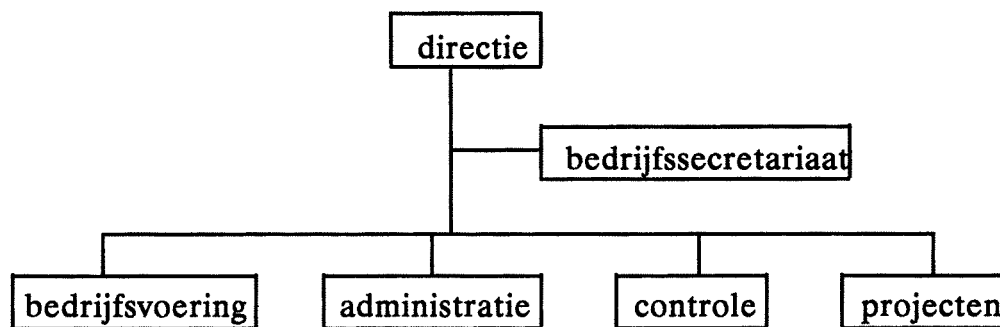 directie
bedrijfssecretariaat
bedrijfsvoering
administratie
controle
projecten